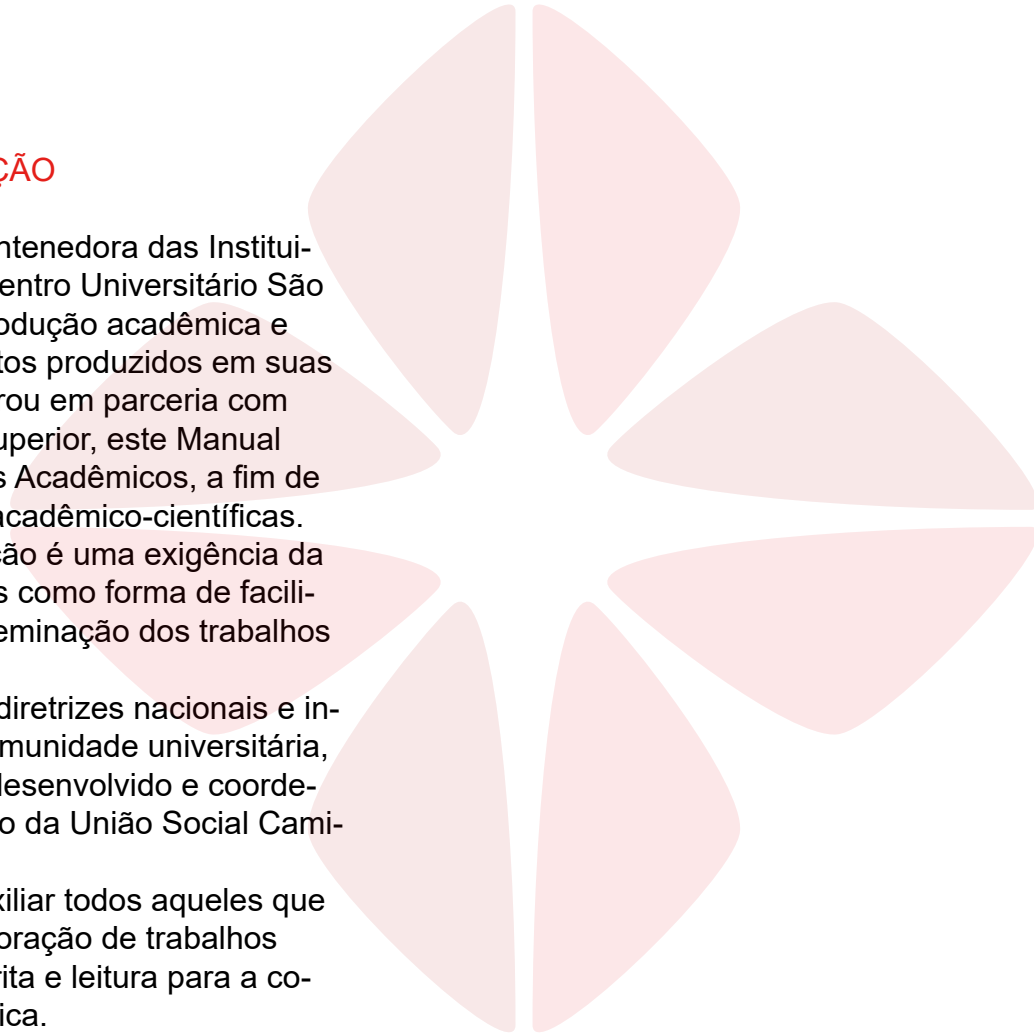 ÇÃO
ntenedora das Institui-
entro Universitário São
odução acadêmica e
tos produzidos em suas
rou em parceria com
uperior, este Manual
s Acadêmicos, a fim de
acadêmico-científicas.
ção é uma exigência da
s como forma de facili-
eminação dos trabalhos
diretrizes nacionais e in-
munidade universitária,
desenvolvido e coorde-
o da União Social Cami-
xiliar todos aqueles que
oração de trabalhos
rita e leitura para a co-
ica.